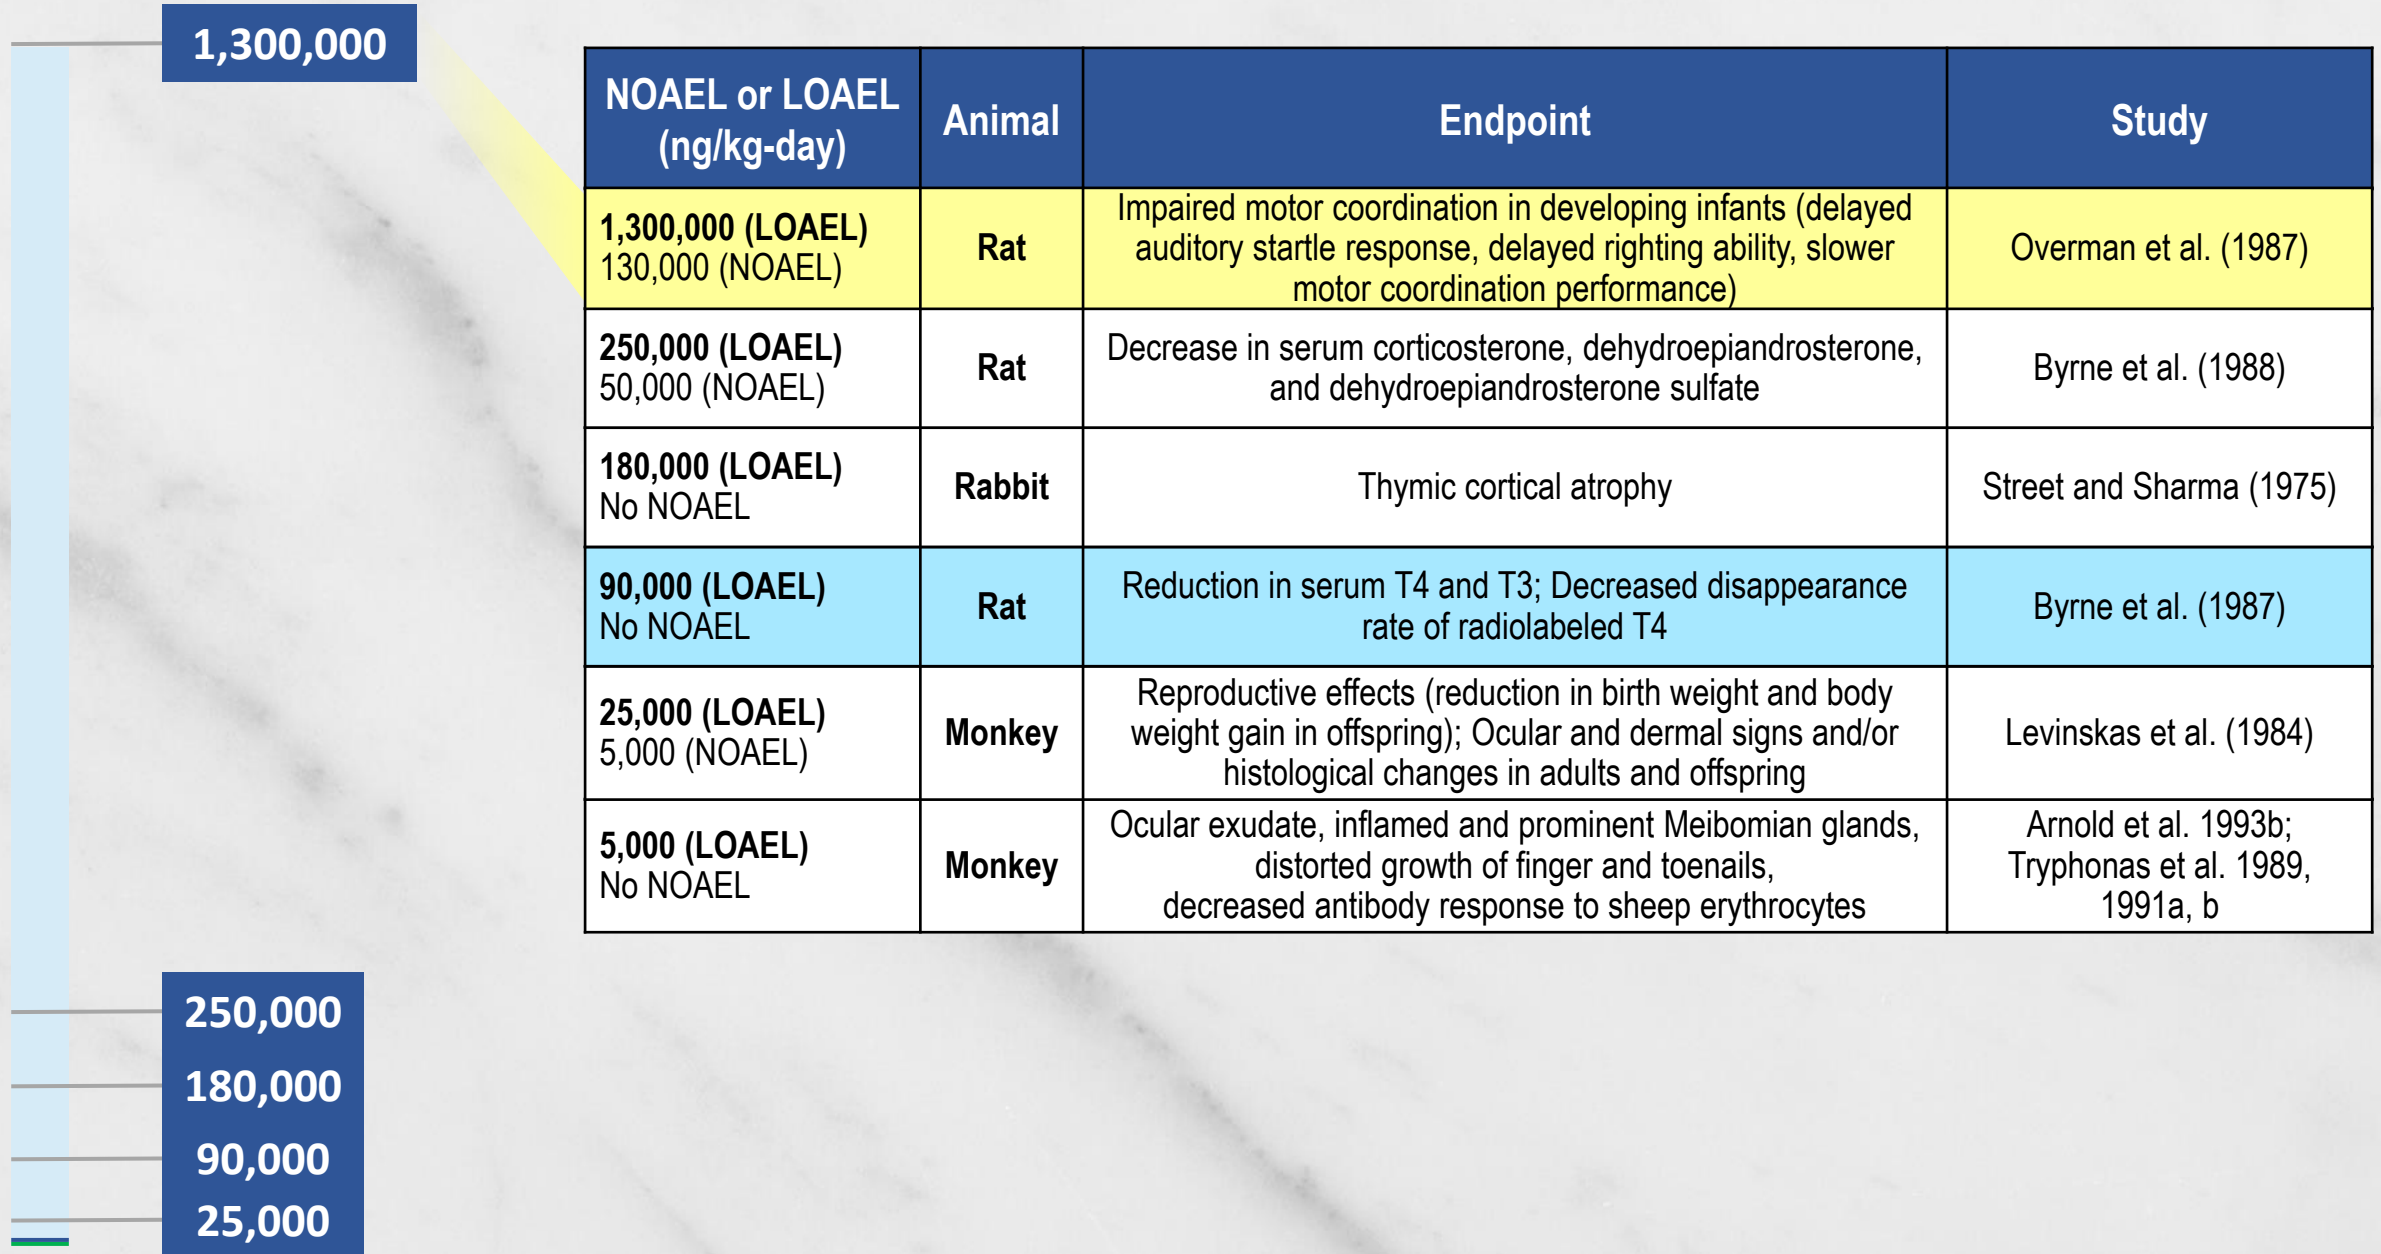 1,300,000
NOAEL or LOAEL
(ng/kg-day)
Animal
Endpoint
Study
1,300,000 (LOAEL)
130,000 (NOAEL)
Rat
Impaired motor coordination in developing infants (delayed
auditory startle response, delayed righting ability, slower
motor coordination performance)
Overman et al. (1987)
250,000 (LOAEL)
50,000 (NOAEL)
Rat
Decrease in serum corticosterone, dehydroepiandrosterone,
and dehydroepiandrosterone sulfate
Byrne et al. (1988)
180,000 (LOAEL)
No NOAEL
Rabbit
Thymic cortical atrophy
Street and Sharma (1975)
90,000 (LOAEL)
No NOAEL
Rat
Reduction in serum T4 and T3; Decreased disappearance
rate of radiolabeled T4
Byrne et al. (1987)
25,000 (LOAEL)
5,000 (NOAEL)
Monkey
Reproductive effects (reduction in birth weight and body
weight gain in offspring); Ocular and dermal signs and/or
histological changes in adults and offspring
Levinskas et al. (1984)
5,000 (LOAEL)
No NOAEL
Monkey
Ocular exudate, inflamed and prominent Meibomian glands,
distorted growth of finger and toenails,
decreased antibody response to sheep erythrocytes
Arnold et al. 1993b;
Tryphonas et al. 1989,
1991a, b
250,000
180,000
90,000
25,000